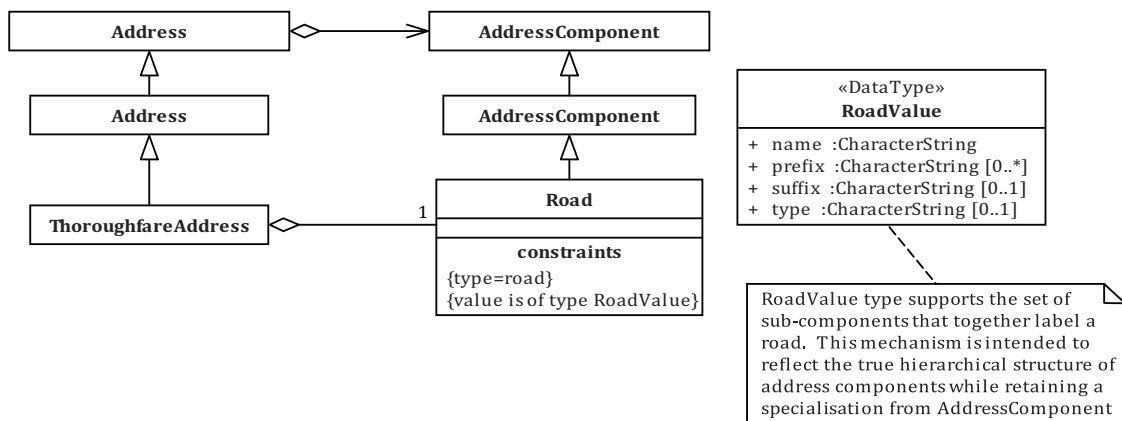 Address
AddressComponent
Address
AddressComponent
ThoroughfareAddress
1
Road
constraints
{type=road}
{value is of type RoadValue}
«DataType»
RoadValue
+ name :CharacterString
+ prefix :CharacterString [0..*]
+ suffix :CharacterString [0..1]
+ type :CharacterString [0..1]
RoadValue type supports the set of
sub-components that together label a
road. This mechanism is intended to
reflect the true hierarchical structure of
address components while retaining a
specialisation from AddressComponent